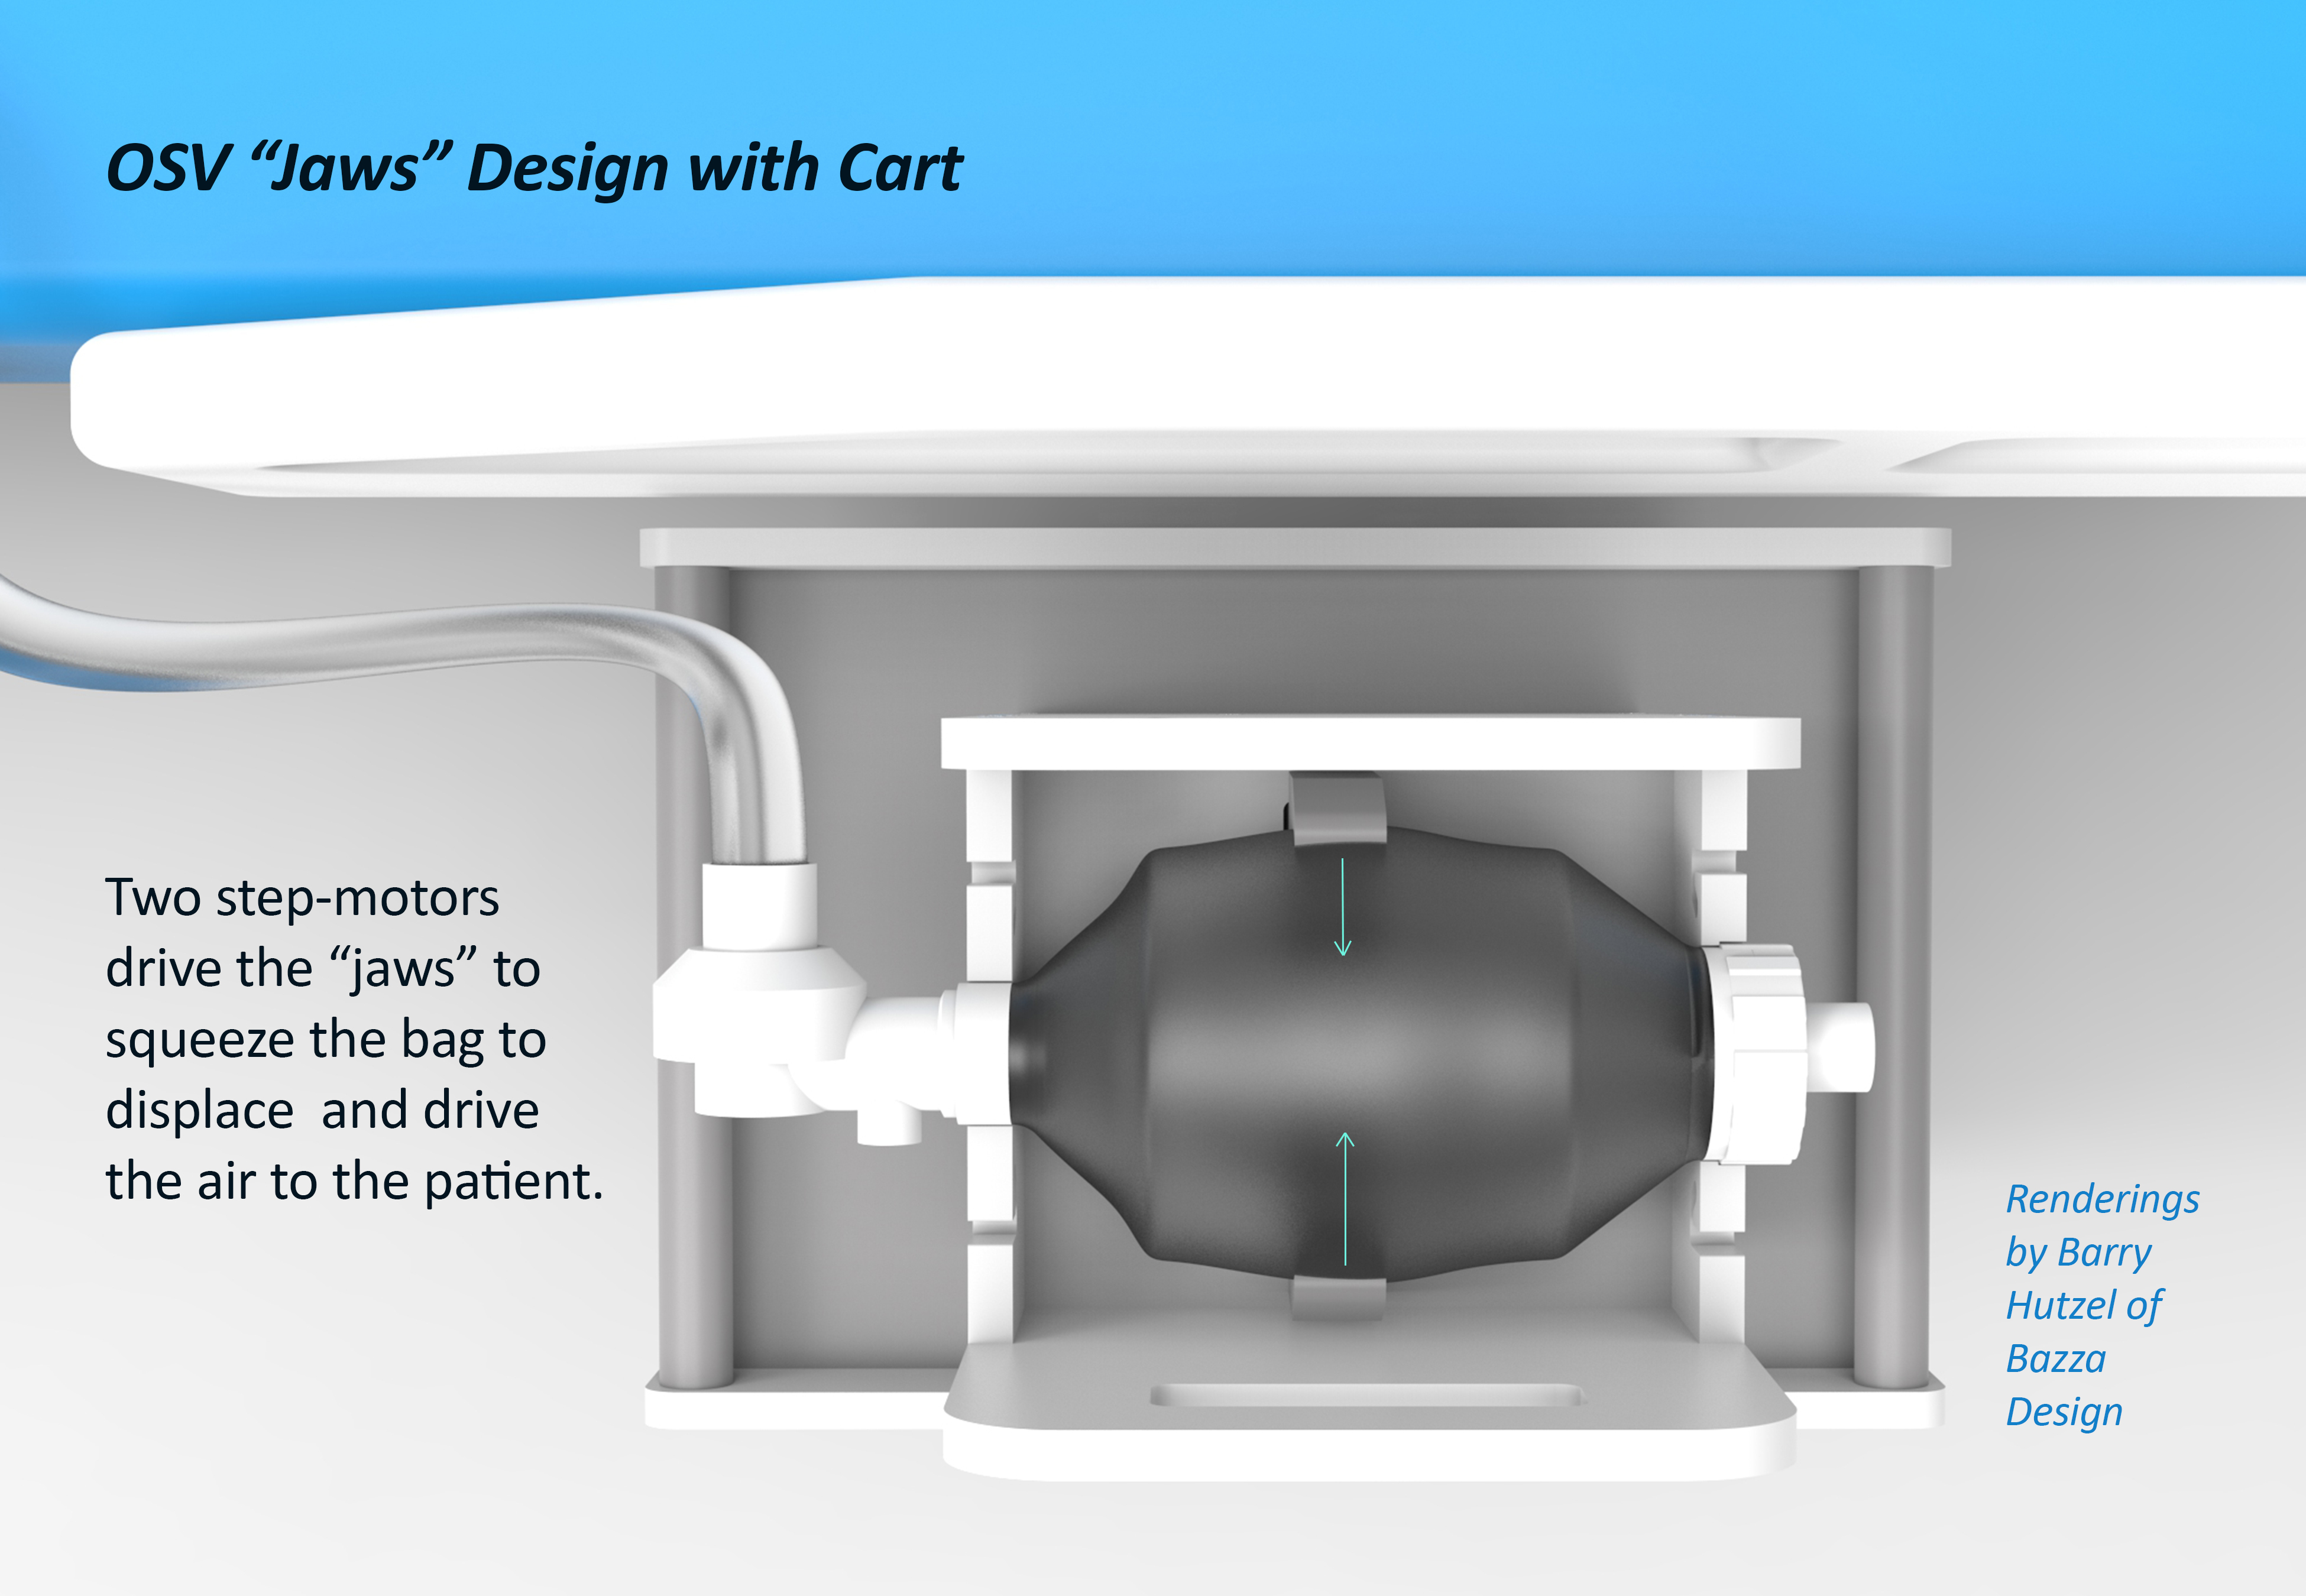 OSV “Jaws” Design with Cart
Two step-motors
drive the “jaws” to
squeeze the bag to
displace  and drive
the air to the patient.
Renderings
by Barry
Hutzel of
Bazza
Design